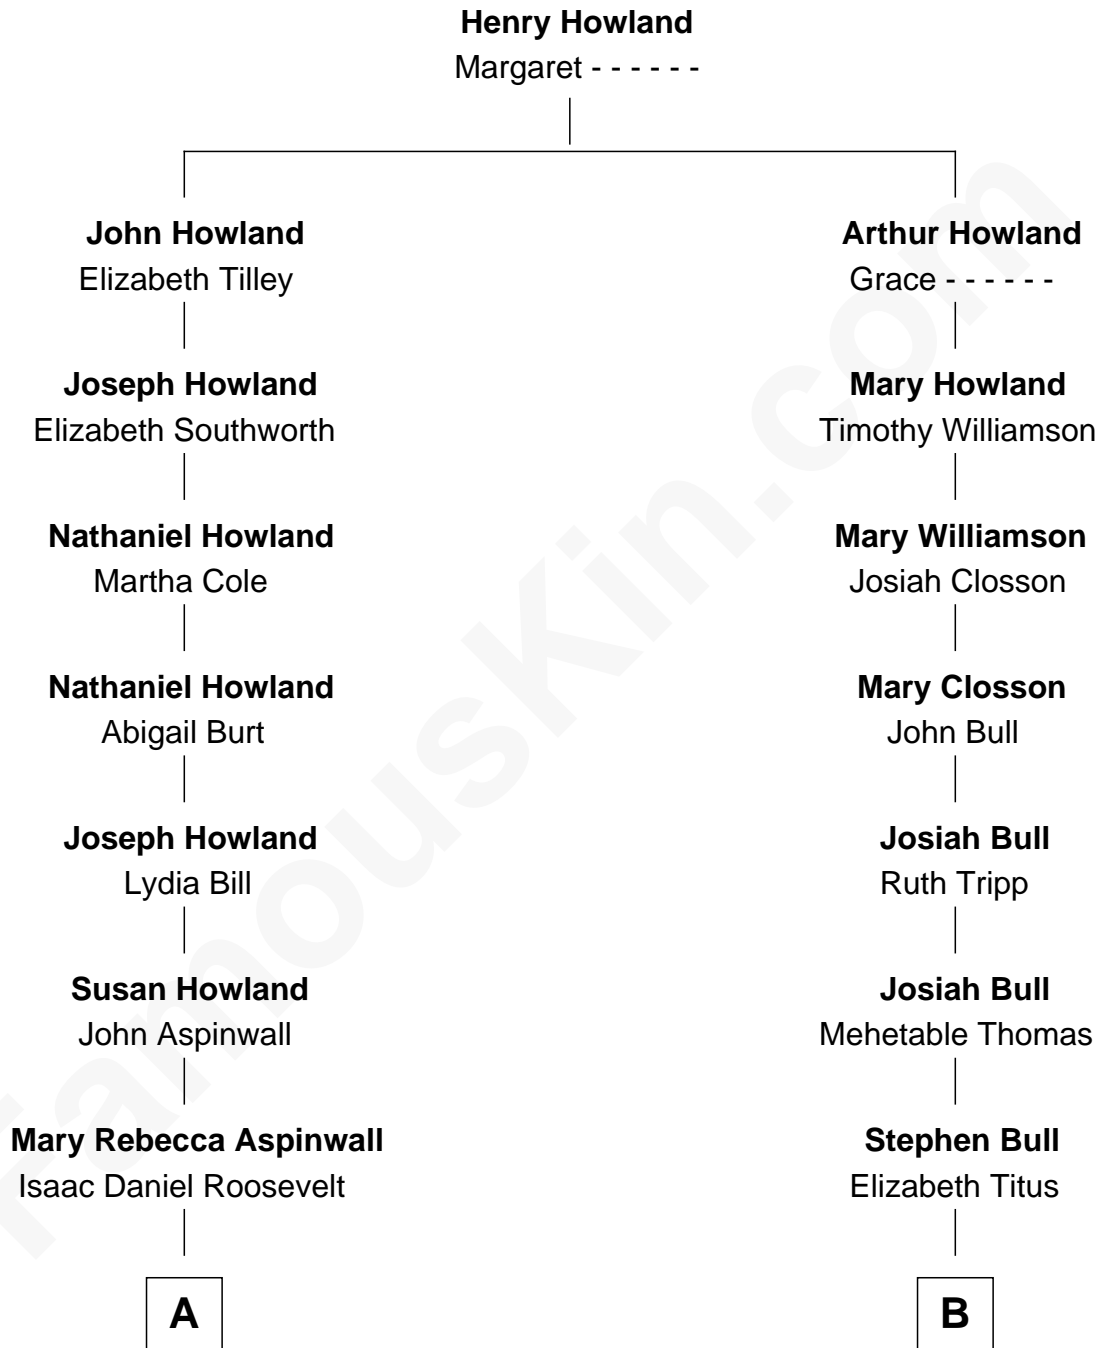 Henry Howland
Margaret - - - - - -
John Howland
Elizabeth Tilley
Arthur Howland
Grace - - - - - -
Joseph Howland
Elizabeth Southworth
Mary Howland
Timothy Williamson
Nathaniel Howland
Martha Cole
Mary Williamson
Josiah Closson
Nathaniel Howland
Abigail Burt
Mary Closson
John Bull
Joseph Howland
Lydia Bill
Josiah Bull
Ruth Tripp
Susan Howland
John Aspinwall
Josiah Bull
Mehetable Thomas
Mary Rebecca Aspinwall
Isaac Daniel Roosevelt
Stephen Bull
Elizabeth Titus
A
B
FamousKin.com